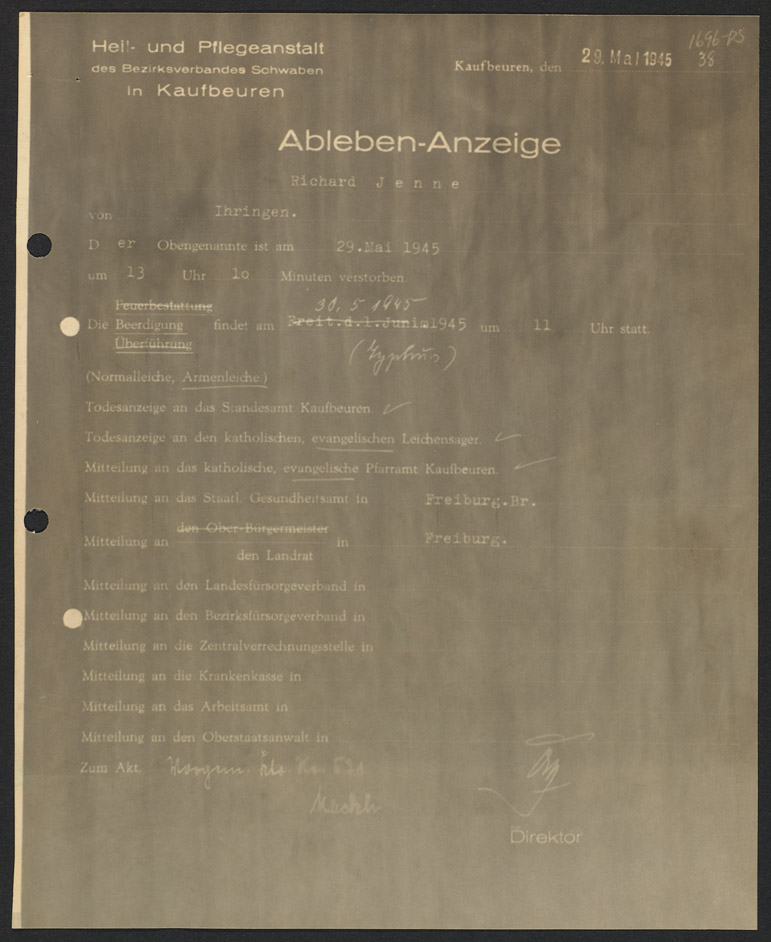 1696-PS
38
Heil- und Pflegeanstalt
des Bezirksverbandes Schwaben
in Kaufbeuren
Kaufbeuren, den 29. Mai 1945
Ableben-Anzeige
Richard Jenne
von Ihringen.
D er Obengenannte ist am 29.Mai 1945
um 13 Uhr 1o Minuten verstorben.
Feuerbestattung 30. 5 1945
Die Beerdigung findet am Freit.d.1.Junim1945 um 11 Uhr statt.
Überführung (Typhus)
(Normalleiche, Armenleiche.)
Todesanzeige an das Standesamt Kaufbeuren.
Todesanzeige an den katholischen, evangelischen Leichensager.
Mitteilung an das katholische, evangelische Pfarramt Kaufbeuren.
Mitteilung an das Staatl. Gesundheitsamt in Freiburg.Br.
den Ober-Bürgermeister
Mitteilung an in Freiburg.
den Landrat
Mitteilung an den Landesfürsorgeverband in
Mitteilung an den Bezirksfürsorgeverband in
Mitteilung an die Zentralverrechnungsstelle in
Mitteilung an die Krankenkasse in
Mitteilung an das Arbeitsamt in
Mitteilung an den Oberstaatsanwalt in
Zum Akt.
Direktor